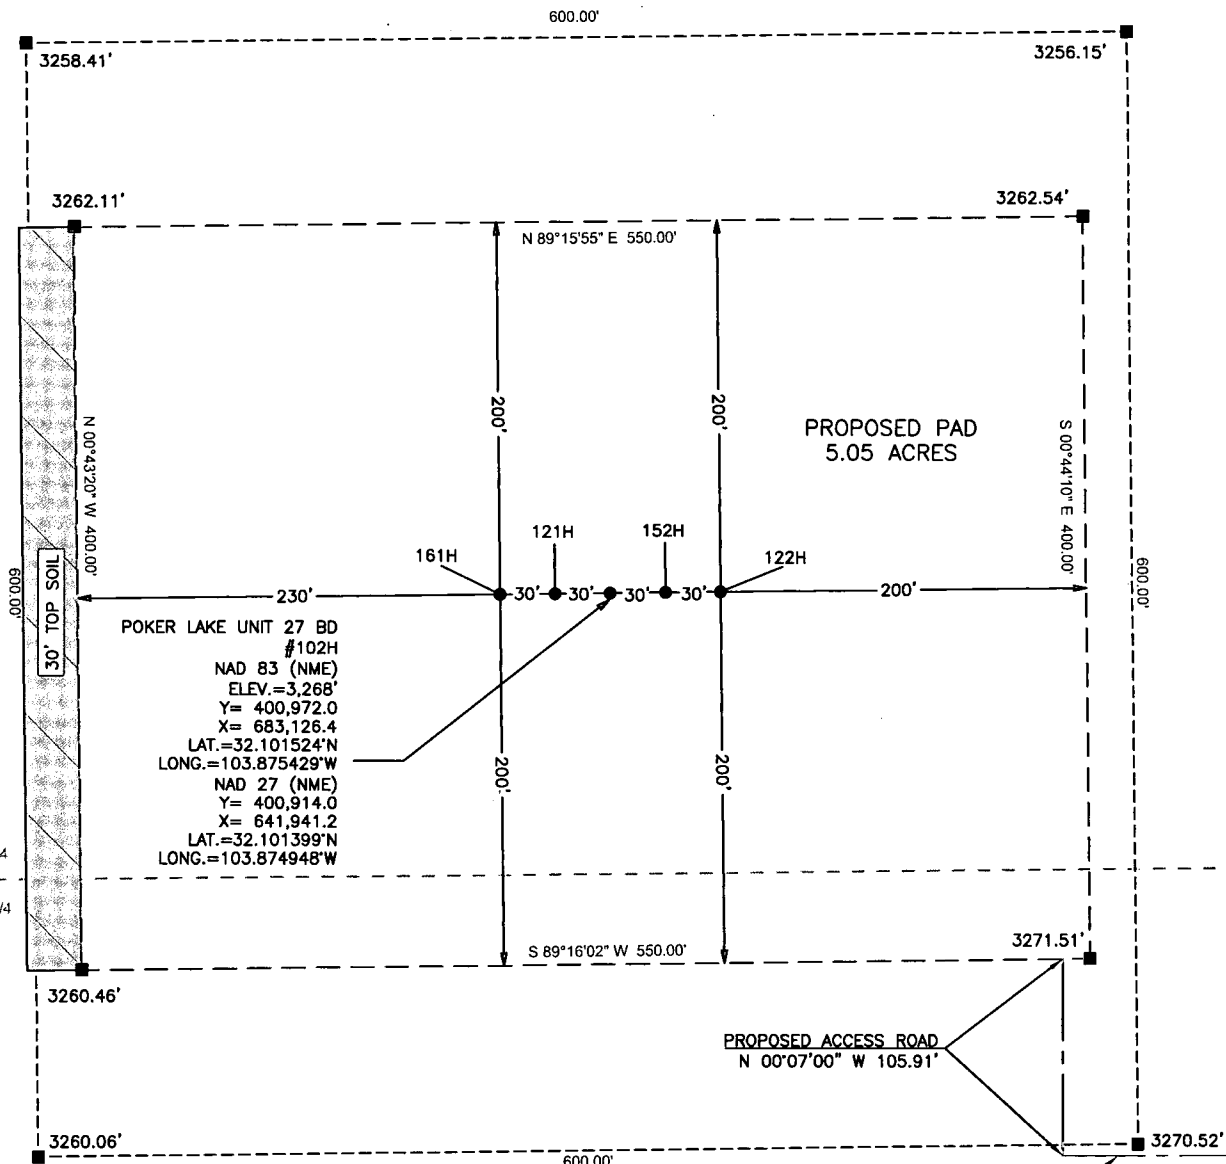 600.00'
3258.41'
3256.15'
3262.11'
3262.54'
N 89°15'55" E 550.00'
200'
200'
PROPOSED PAD
5.05 ACRES
N 00°43'20" W 400.00'
S 00°44'10" E 400.00'
161H
121H
152H
122H
600.00'
30' TOP SOIL
230'
30'
30'
30'
30'
200'
600.00'
POKER LAKE UNIT 27 BD
#102H
NAD 83 (NME)
ELEV.=3,268'
Y= 400,972.0
X= 683,126.4
LAT.=32.101524°N
LONG.=103.875429°W
NAD 27 (NME)
Y= 400,914.0
X= 641,941.2
LAT.=32.101399°N
LONG.=103.874948°W
200'
200'
4
/4
S 89°16'02" W 550.00'
3271.51'
3260.46'
PROPOSED ACCESS ROAD
N 00°07'00" W 105.91'
3260.06'
3270.52'
600.00'